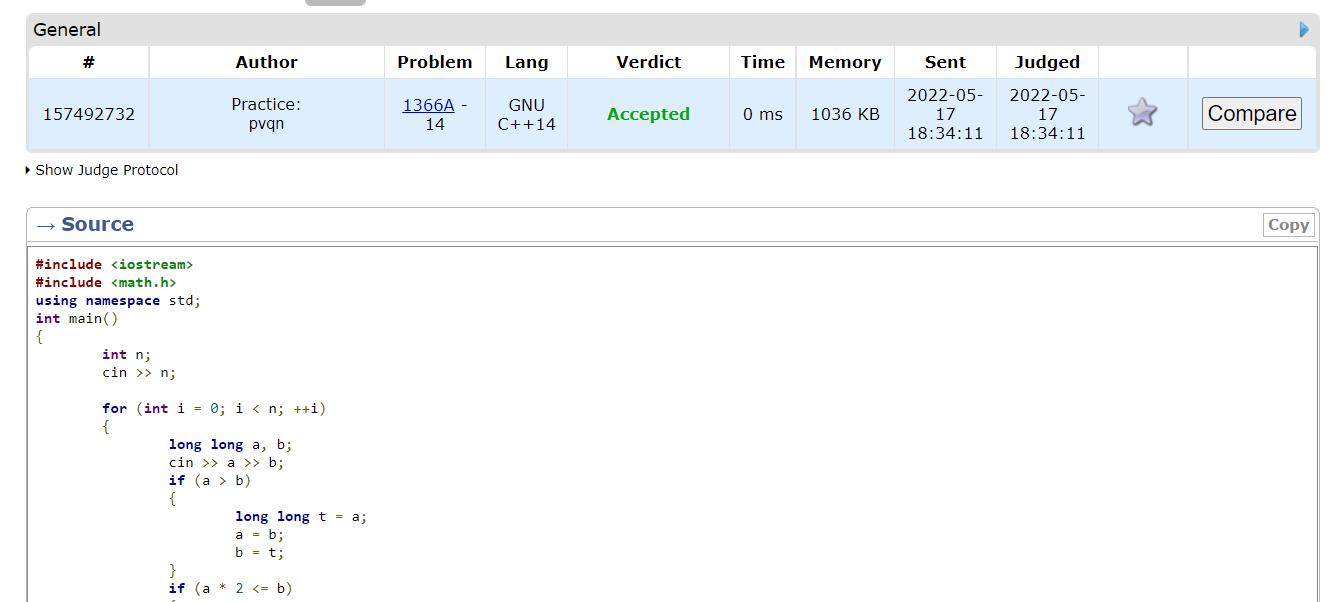 General
# Author Problem Lang Verdict Time Memory Sent Judged
157492732 Practice: pvqn 1366A - 14 GNU C++14 Accepted 0 ms 1036 KB 2022-05-17 18:34:11 2022-05-17 18:34:11 Compare
Show Judge Protocol
→ Source Copy
#include <iostream>
#include <math.h>
using namespace std;
int main()
{
int n;
cin >> n;
for (int i = 0; i < n; ++i)
{
long long a, b;
cin >> a >> b;
if (a > b)
{
long long t = a;
a = b;
b = t;
}
if (a * 2 <= b)